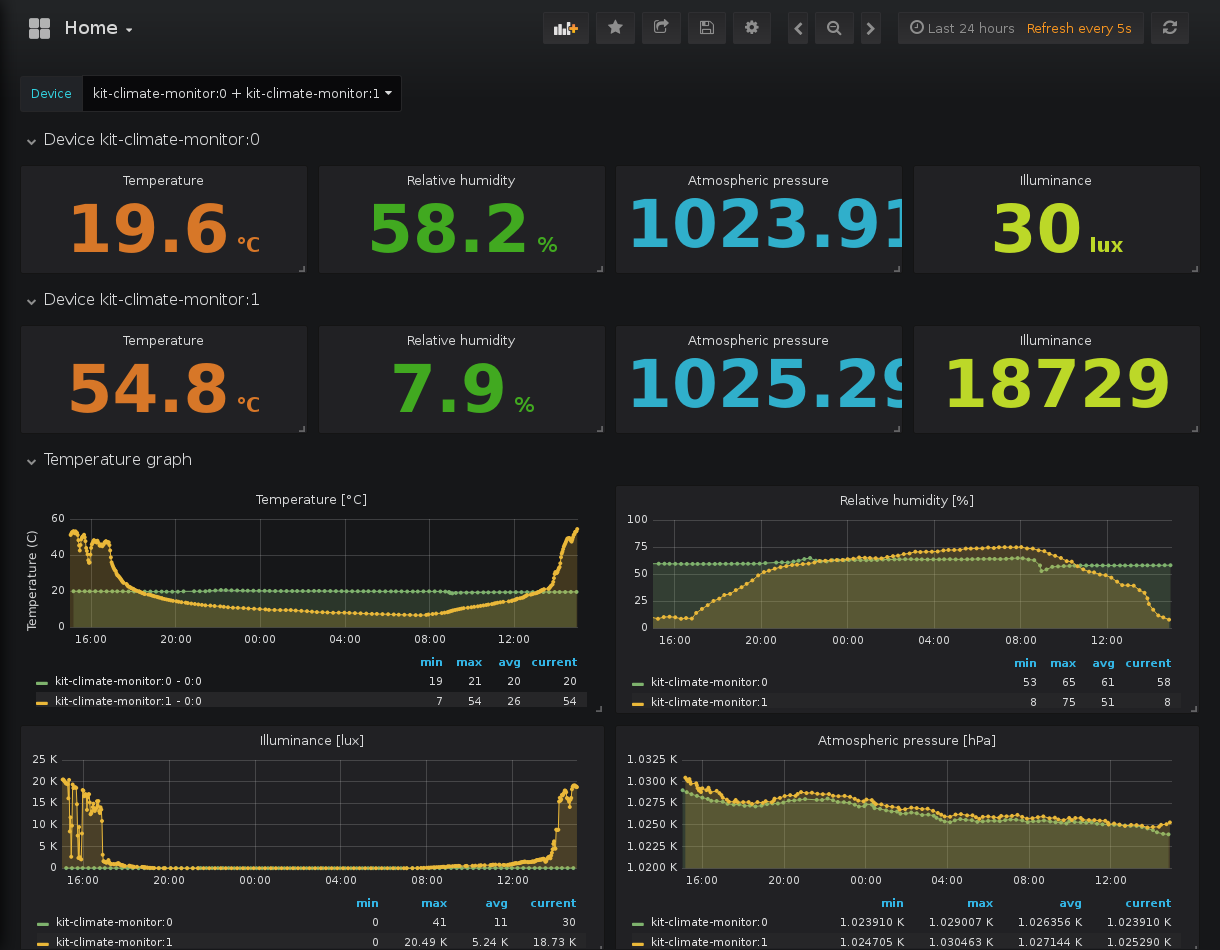 Home
Last 24 hours Refresh every 5s
Device kit-climate-monitor:0 + kit-climate-monitor:1
Device kit-climate-monitor:0
Temperature
19.6 °C
Relative humidity
58.2 %
Atmospheric pressure
1023.91
Illuminance
30 lux
Device kit-climate-monitor:1
Temperature
54.8 °C
Relative humidity
7.9 %
Atmospheric pressure
1025.29
Illuminance
18729
Temperature graph
Temperature [°C]
Temperature (C)
60
40
20
0
16:00 20:00 00:00 04:00 08:00 12:00
min max avg current
kit-climate-monitor:0 - 0:0 19 21 20 20
kit-climate-monitor:1 - 0:0 7 54 26 54
Relative humidity [%]
100
75
50
25
0
16:00 20:00 00:00 04:00 08:00 12:00
min max avg current
kit-climate-monitor:0 53 65 61 58
kit-climate-monitor:1 8 75 51 8
Illuminance [lux]
25 K
20 K
15 K
10 K
5 K
0
16:00 20:00 00:00 04:00 08:00 12:00
min max avg current
kit-climate-monitor:0 0 41 11 30
kit-climate-monitor:1 0 20.49 K 5.24 K 18.73 K
Atmospheric pressure [hPa]
1.0325 K
1.0300 K
1.0275 K
1.0250 K
1.0225 K
1.0200 K
16:00 20:00 00:00 04:00 08:00 12:00
min max avg current
kit-climate-monitor:0 1.023910 K 1.029007 K 1.026356 K 1.023910 K
kit-climate-monitor:1 1.024705 K 1.030463 K 1.027144 K 1.025290 K